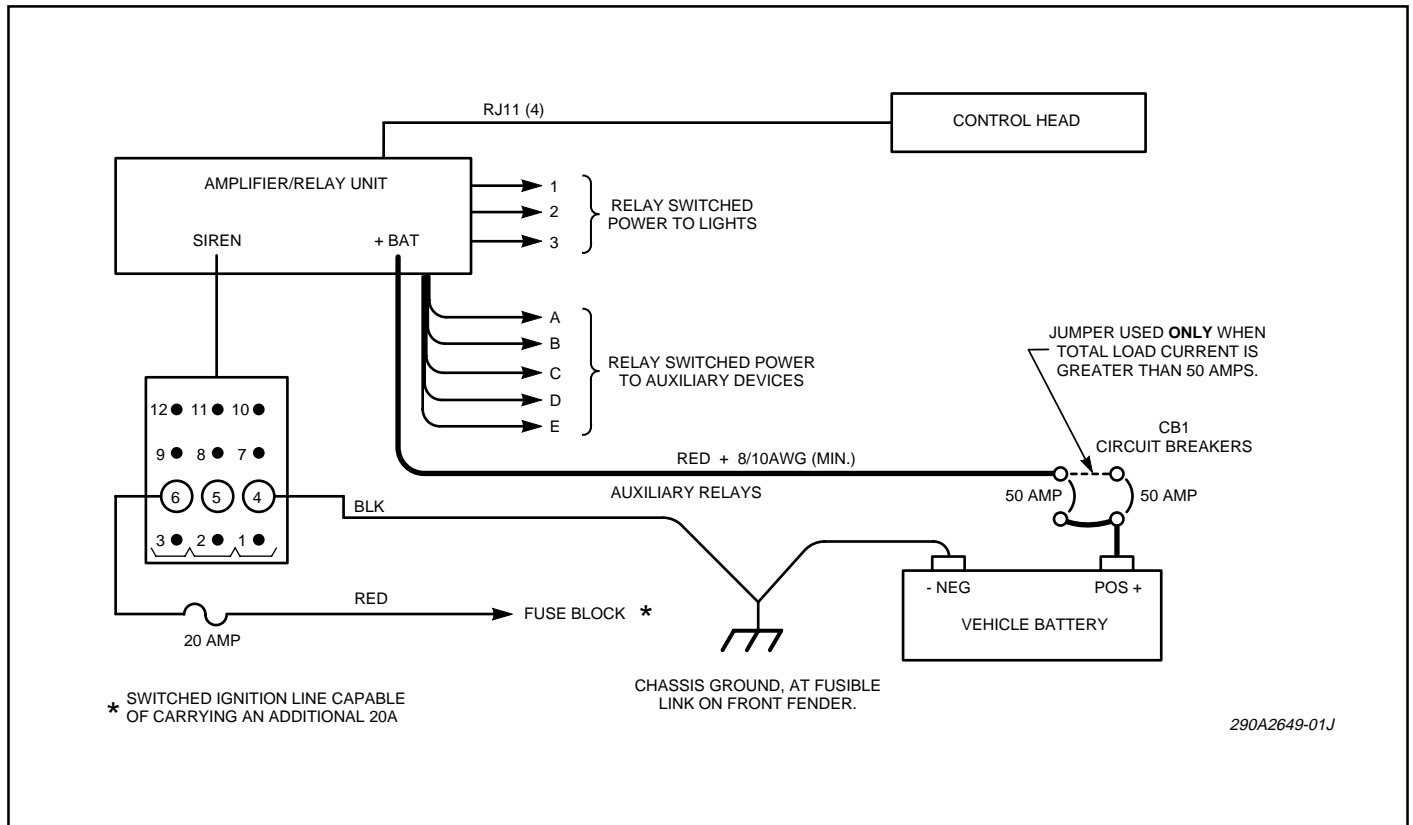 RJ11 (4)
CONTROL HEAD
AMPLIFIER/RELAY UNIT
SIREN
+ BAT
1
2
3
RELAY SWITCHED
POWER TO LIGHTS
A
B
C
D
E
RELAY SWITCHED POWER
TO AUXILIARY DEVICES
JUMPER USED ONLY WHEN
TOTAL LOAD CURRENT IS
GREATER THAN 50 AMPS.
CB1
CIRCUIT BREAKERS
50 AMP
50 AMP
RED + 8/10AWG (MIN.)
AUXILIARY RELAYS
12 11 10
9 8 7
6 5 4
3 2 1
BLK
RED
20 AMP
FUSE BLOCK *
- NEG
POS +
VEHICLE BATTERY
CHASSIS GROUND, AT FUSIBLE
LINK ON FRONT FENDER.
* SWITCHED IGNITION LINE CAPABLE
OF CARRYING AN ADDITIONAL 20A
290A2649-01J